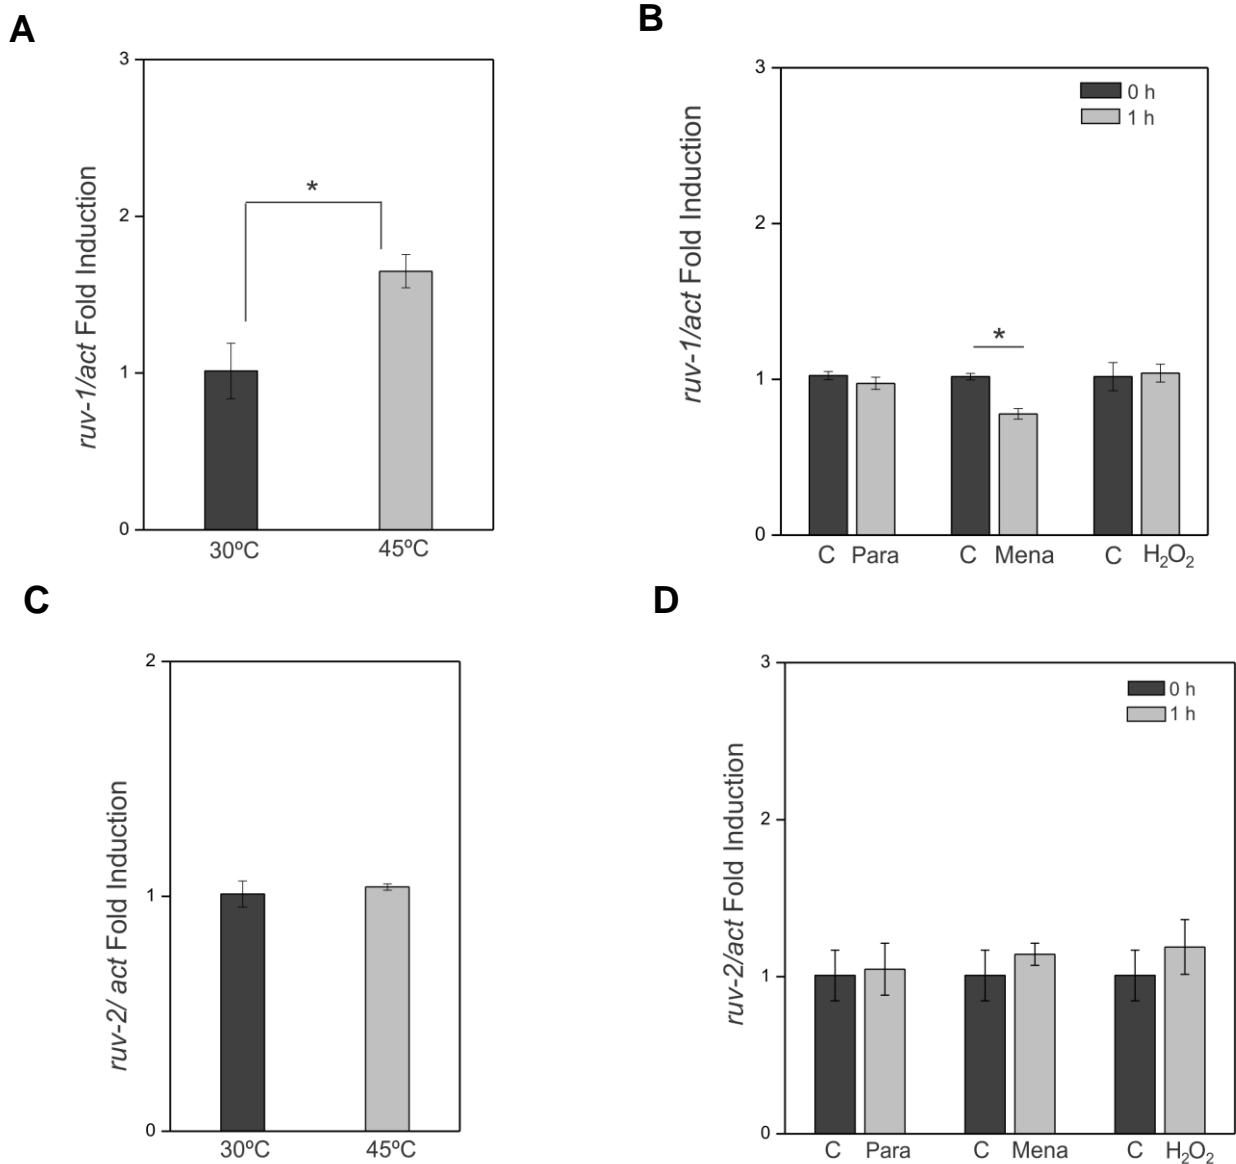 A
3
2
1
0
ruv-1/act Fold Induction
*
30ºC
45ºC
B
3
2
1
0
ruv-1/act Fold Induction
0 h
1 h
*
C Para C Mena C H₂O₂
C
2
1
0
ruv-2/ act Fold Induction
30ºC
45ºC
D
3
2
1
0
ruv-2/act Fold Induction
0 h
1 h
C Para C Mena C H₂O₂